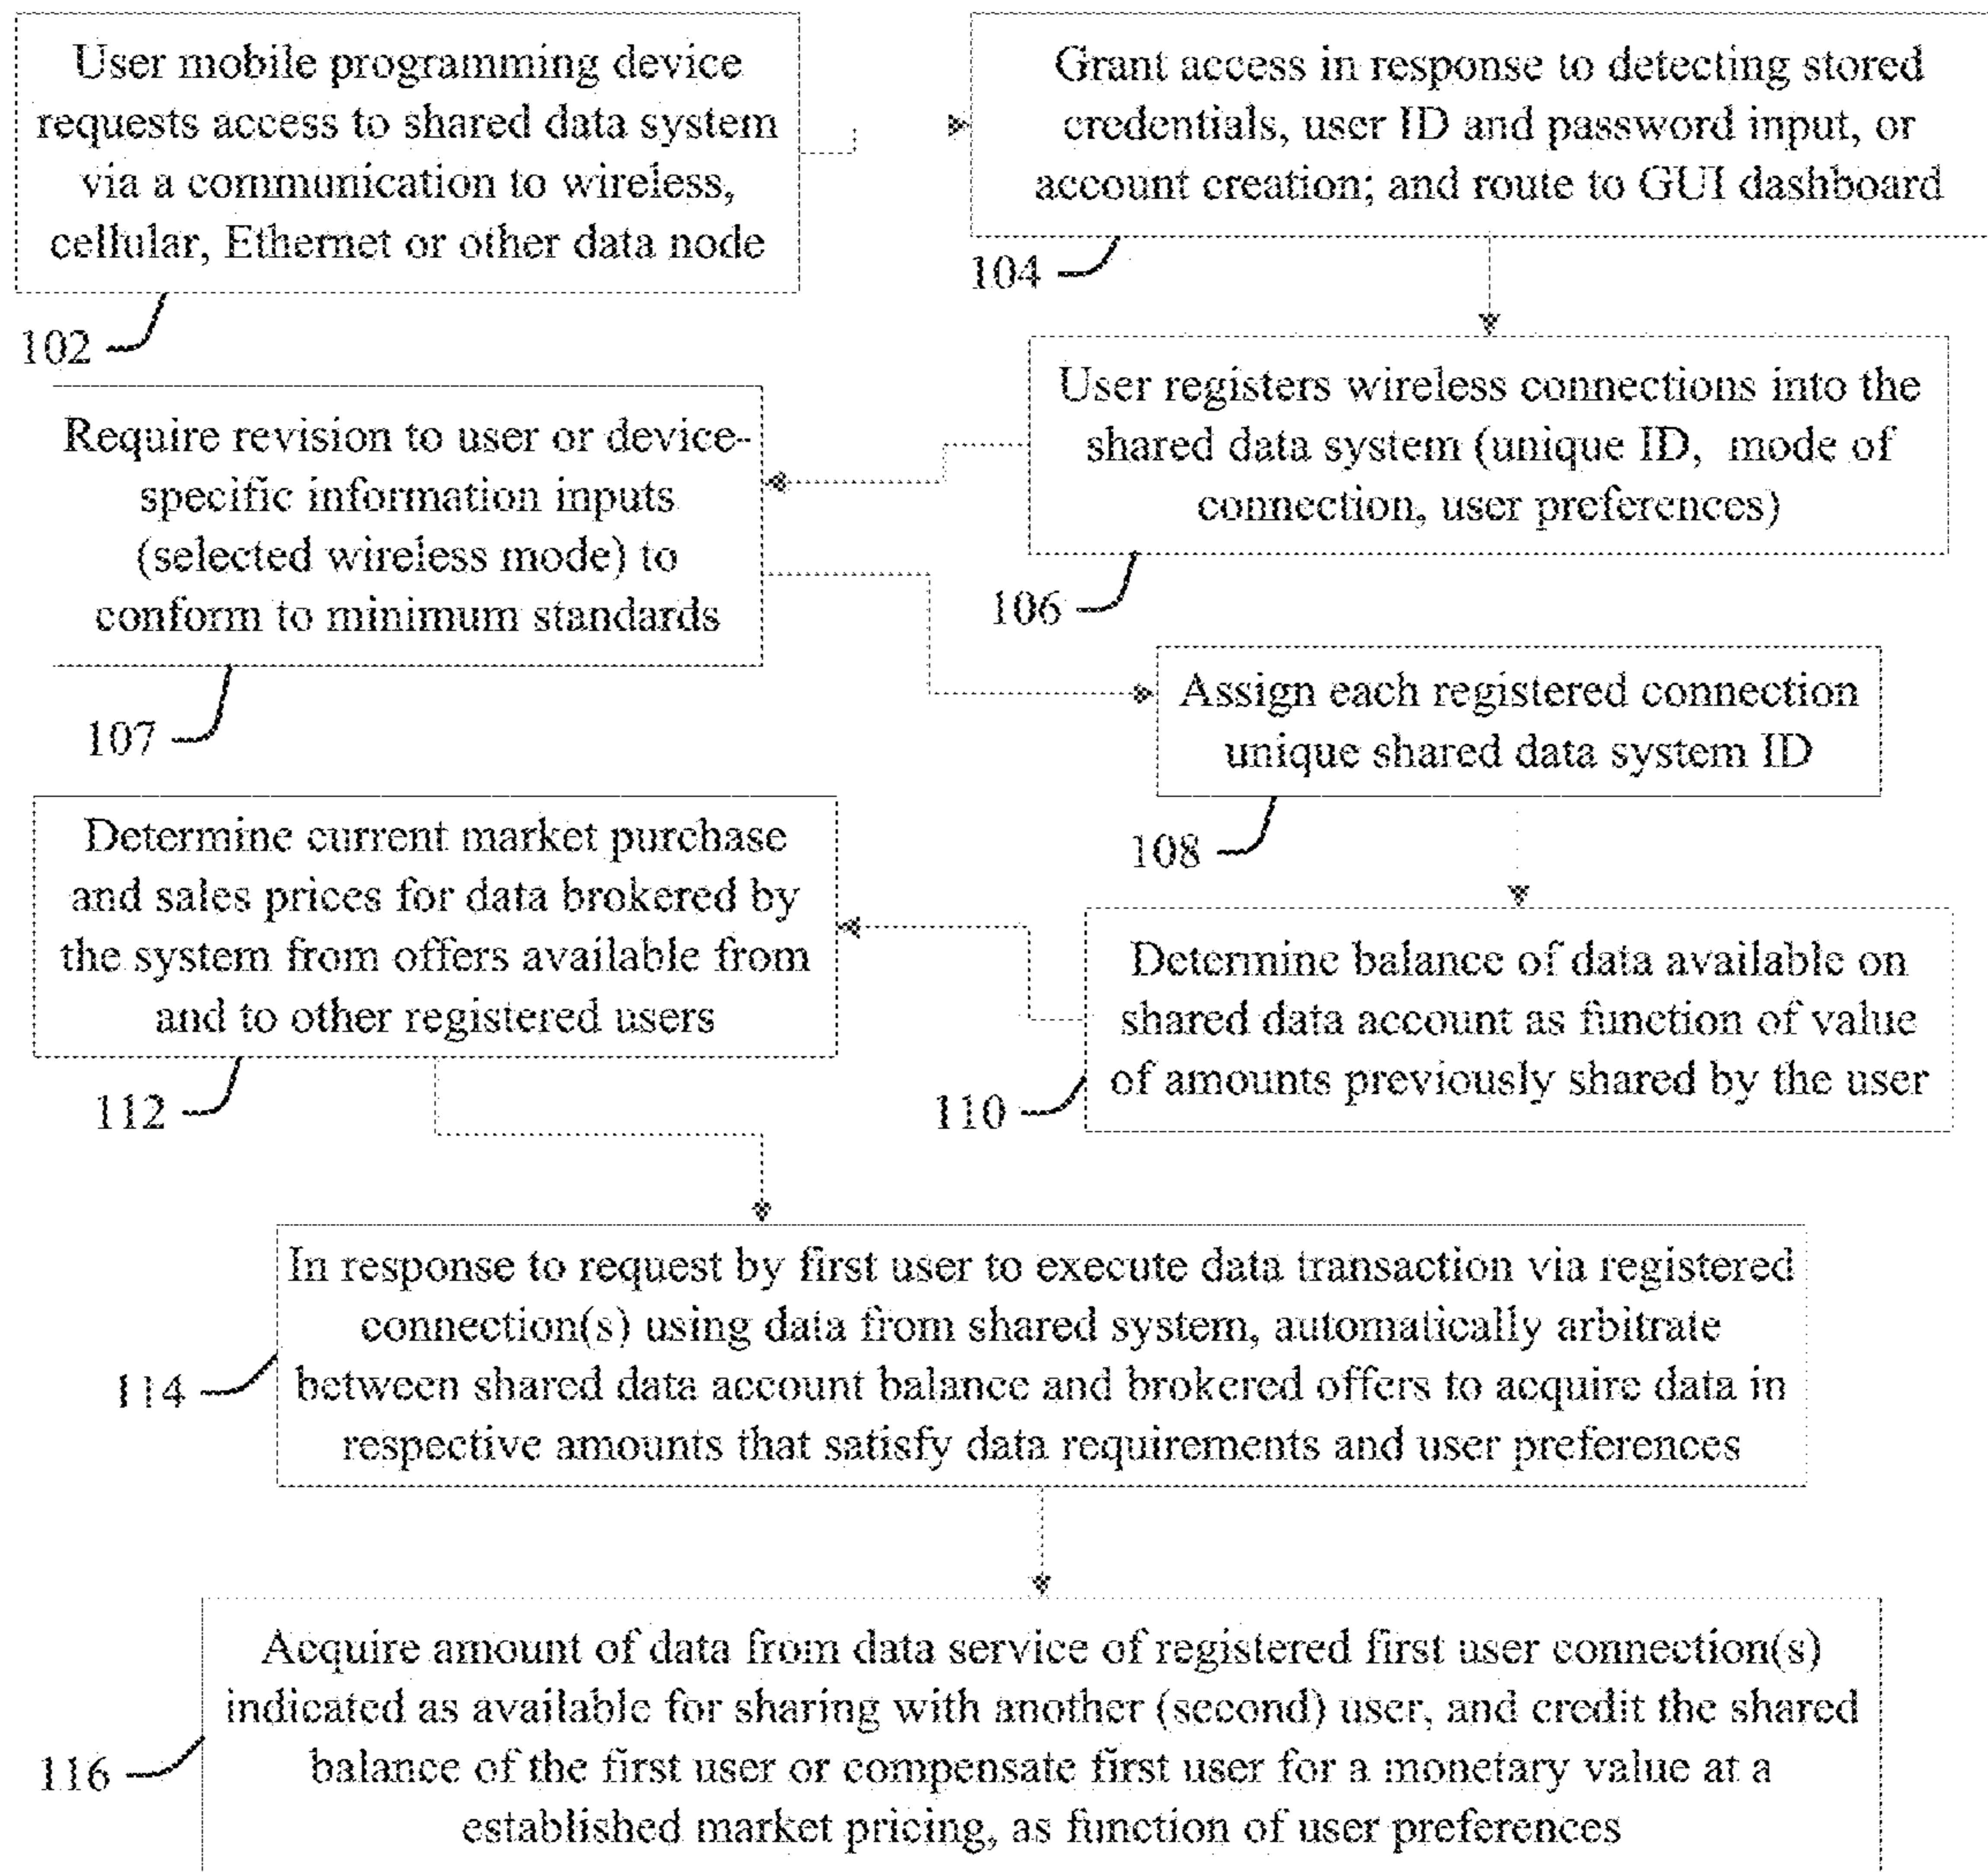 User mobile programming device
requests access to shared data system
via a communication to wireless,
cellular, Ethernet or other data node
102
Grant access in response to detecting stored
credentials, user ID and password input, or
account creation; and route to GUI dashboard
104
User registers wireless connections into the
shared data system (unique ID, mode of
connection, user preferences)
106
Require revision to user or device-
specific information inputs
(selected wireless mode) to
conform to minimum standards
107
Assign each registered connection
unique shared data system ID
108
Determine balance of data available on
shared data account as function of value
of amounts previously shared by the user
110
Determine current market purchase
and sales prices for data brokered by
the system from offers available from
and to other registered users
112
In response to request by first user to execute data transaction via registered
connection(s) using data from shared system, automatically arbitrate
between shared data account balance and brokered offers to acquire data in
respective amounts that satisfy data requirements and user preferences
114
Acquire amount of data from data service of registered first user connection(s)
indicated as available for sharing with another (second) user, and credit the shared
balance of the first user or compensate first user for a monetary value at a
established market pricing, as function of user preferences
116